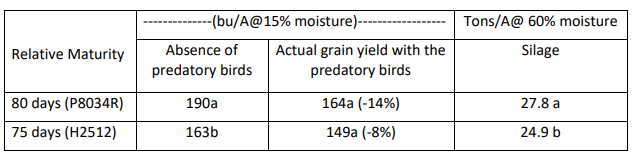 --------------(bu/A@15% moisture)------------------
Tons/A@ 60% moisture
Relative Maturity
Absence of
predatory birds
Actual grain yield with the
predatory birds
Silage
80 days (P8034R)
190a
164a (-14%)
27.8 a
75 days (H2512)
163b
149a (-8%)
24.9 b